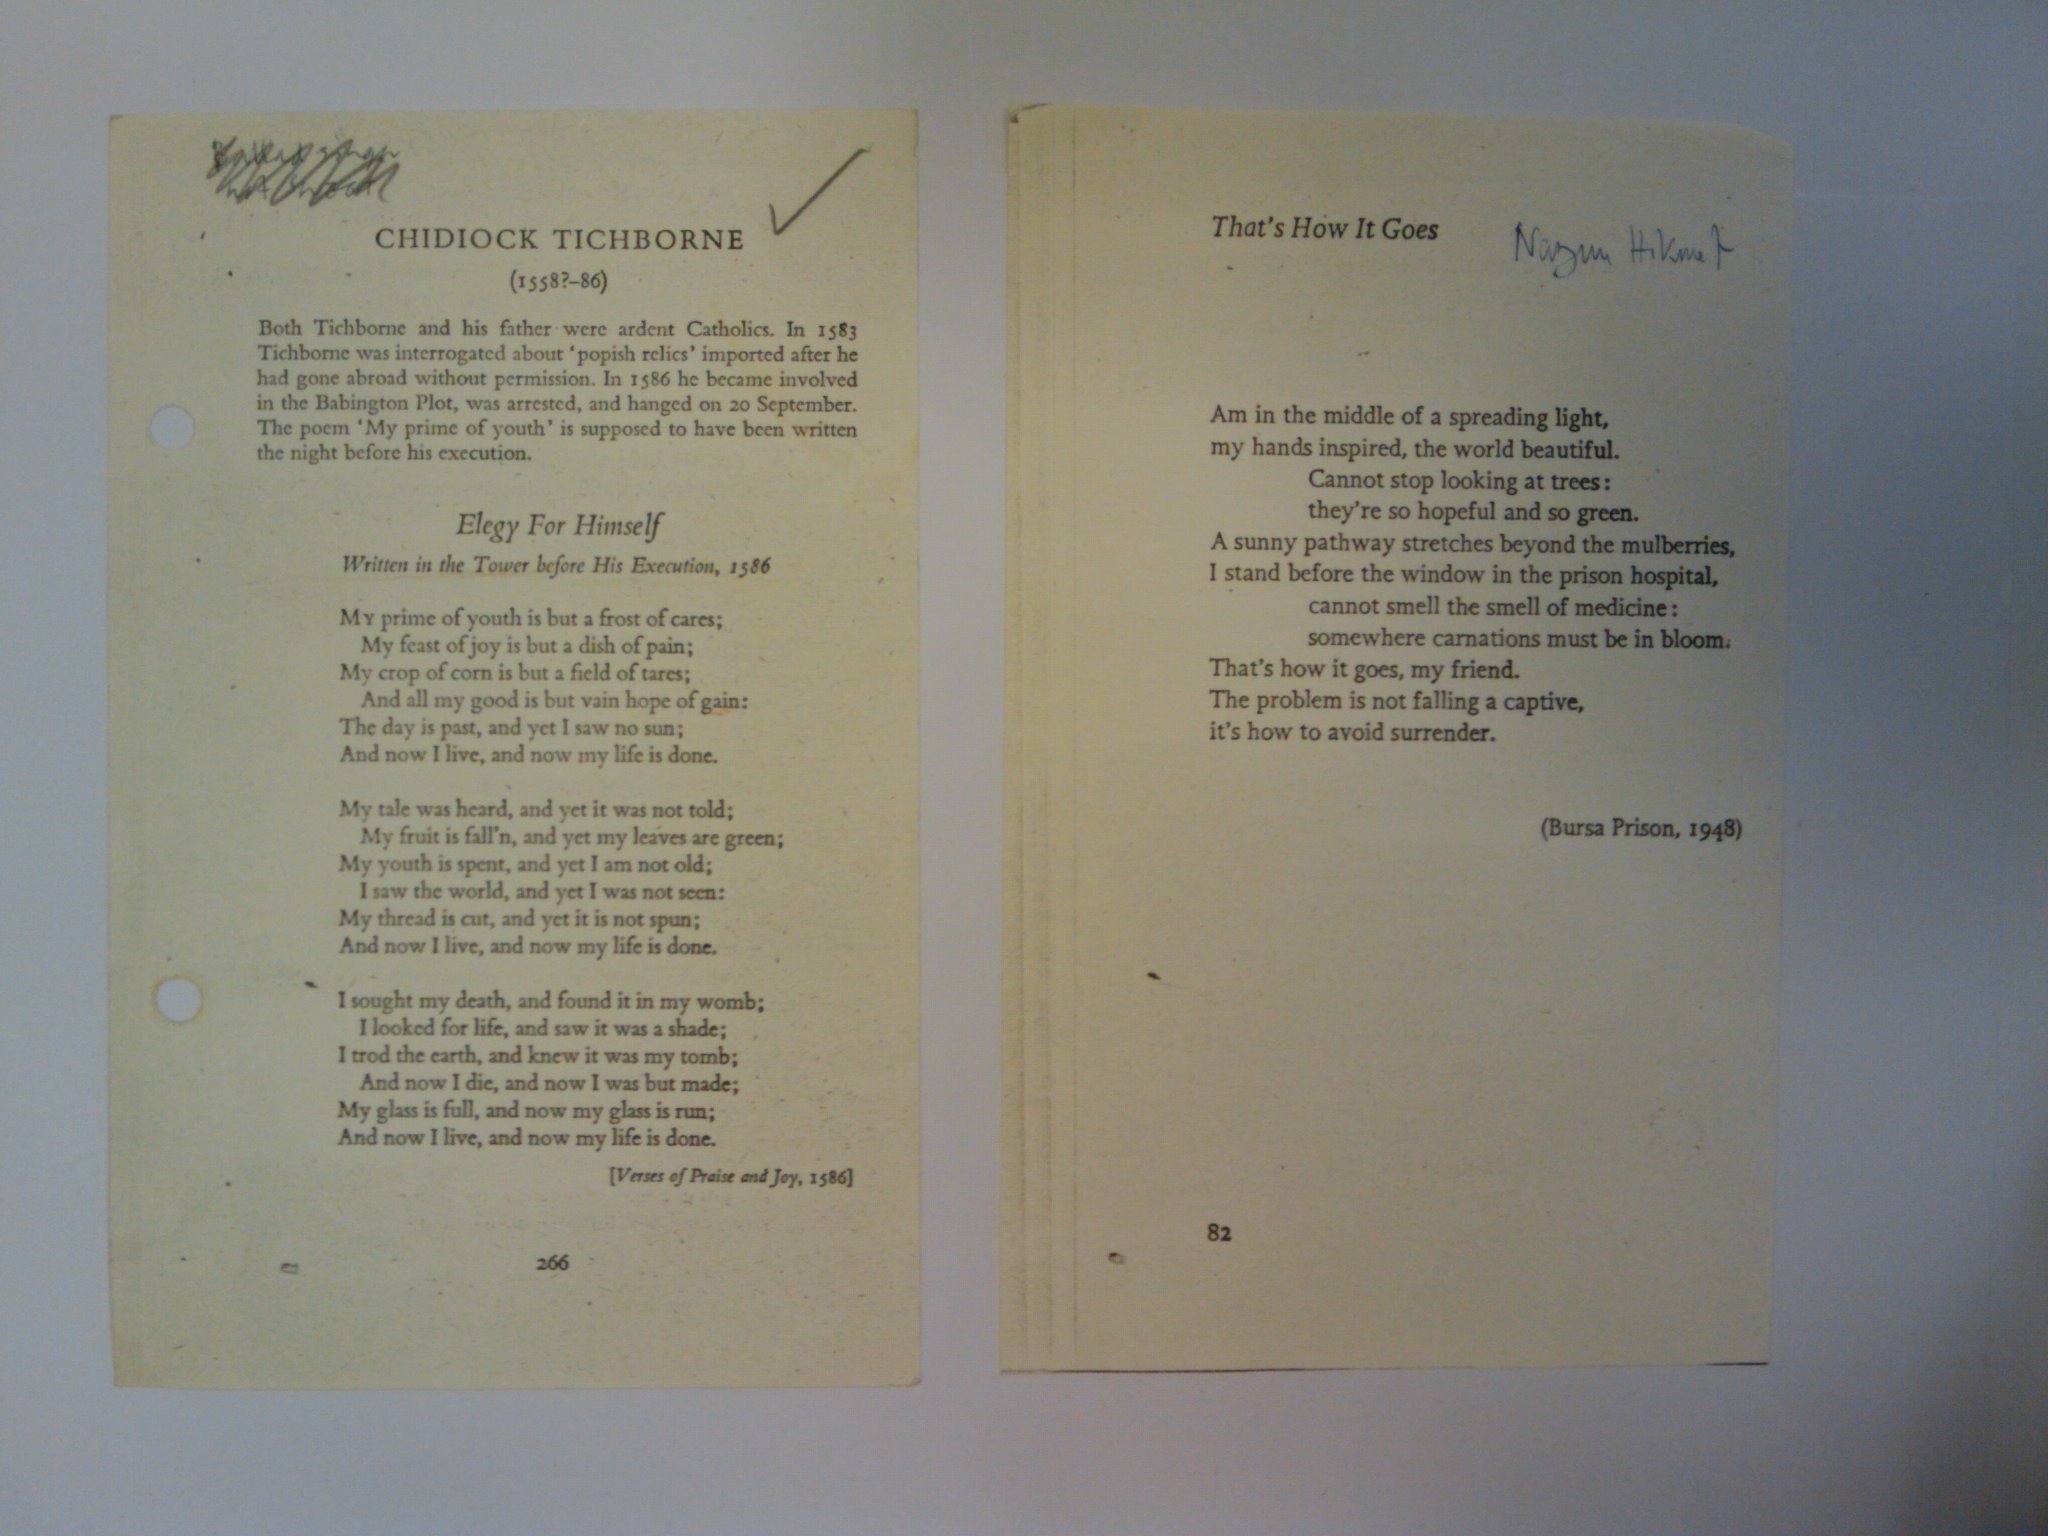 CHIDIOCK TICHBORNE
(1558?–86)
Both Tichborne and his father were ardent Catholics. In 1583
Tichborne was interrogated about ‘popish relics’ imported after he
had gone abroad without permission. In 1586 he became involved
in the Babington Plot, was arrested, and hanged on 20 September.
The poem ‘My prime of youth’ is supposed to have been written
the night before his execution.
Elegy For Himself
Written in the Tower before His Execution, 1586
MY prime of youth is but a frost of cares;
My feast of joy is but a dish of pain;
My crop of corn is but a field of tares;
And all my good is but vain hope of gain:
The day is past, and yet I saw no sun;
And now I live, and now my life is done.
My tale was heard, and yet it was not told;
My fruit is fall’n, and yet my leaves are green;
My youth is spent, and yet I am not old;
I saw the world, and yet I was not seen:
My thread is cut, and yet it is not spun;
And now I live, and now my life is done.
I sought my death, and found it in my womb;
I looked for life, and saw it was a shade;
I trod the earth, and knew it was my tomb;
And now I die, and now I was but made;
My glass is full, and now my glass is run;
And now I live, and now my life is done.
[Verses of Praise and Joy, 1586]
266
That’s How It Goes
Nazim Hikmet
Am in the middle of a spreading light,
my hands inspired, the world beautiful.
Cannot stop looking at trees:
they’re so hopeful and so green.
A sunny pathway stretches beyond the mulberries,
I stand before the window in the prison hospital,
cannot smell the smell of medicine:
somewhere carnations must be in bloom.
That’s how it goes, my friend.
The problem is not falling a captive,
it’s how to avoid surrender.
(Bursa Prison, 1948)
82